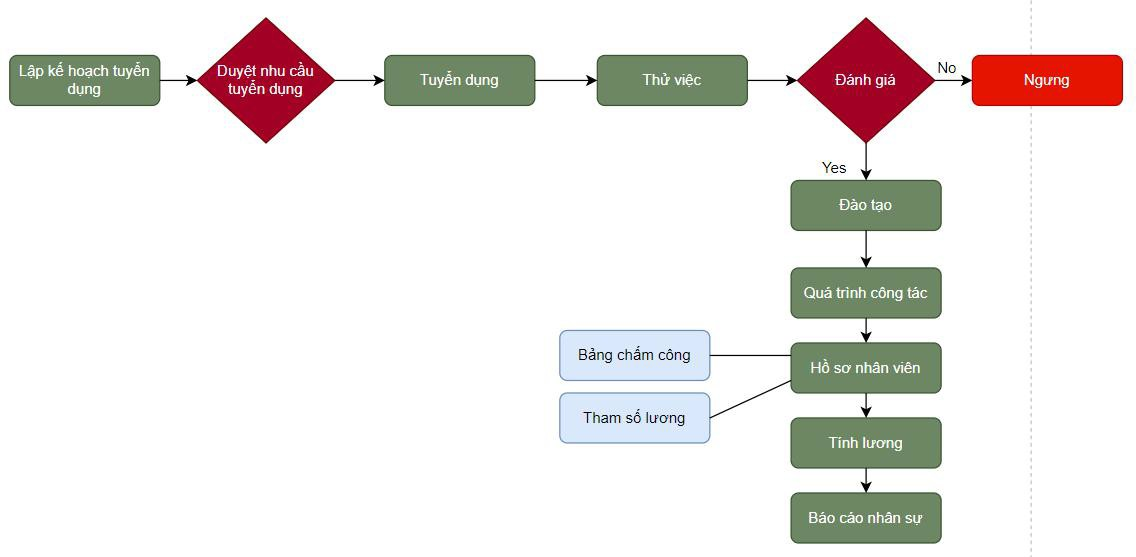 Lập kế hoạch tuyển
dụng
Duyệt nhu cầu
tuyển dụng
Tuyển dụng
Thử việc
Đánh giá
No
Ngưng
Yes
Đào tạo
Quá trình công tác
Bảng chấm công
Hồ sơ nhân viên
Tham số lương
Tính lương
Báo cáo nhân sự